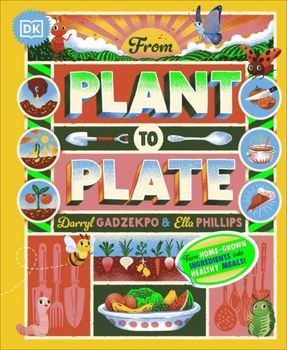 DK
From
PLANT
TO
PLATE
Darryl GADZEKPO & Ella PHILLIPS
Turn HOME-GROWN
INGREDIENTS into
HEALTHY MEALS!